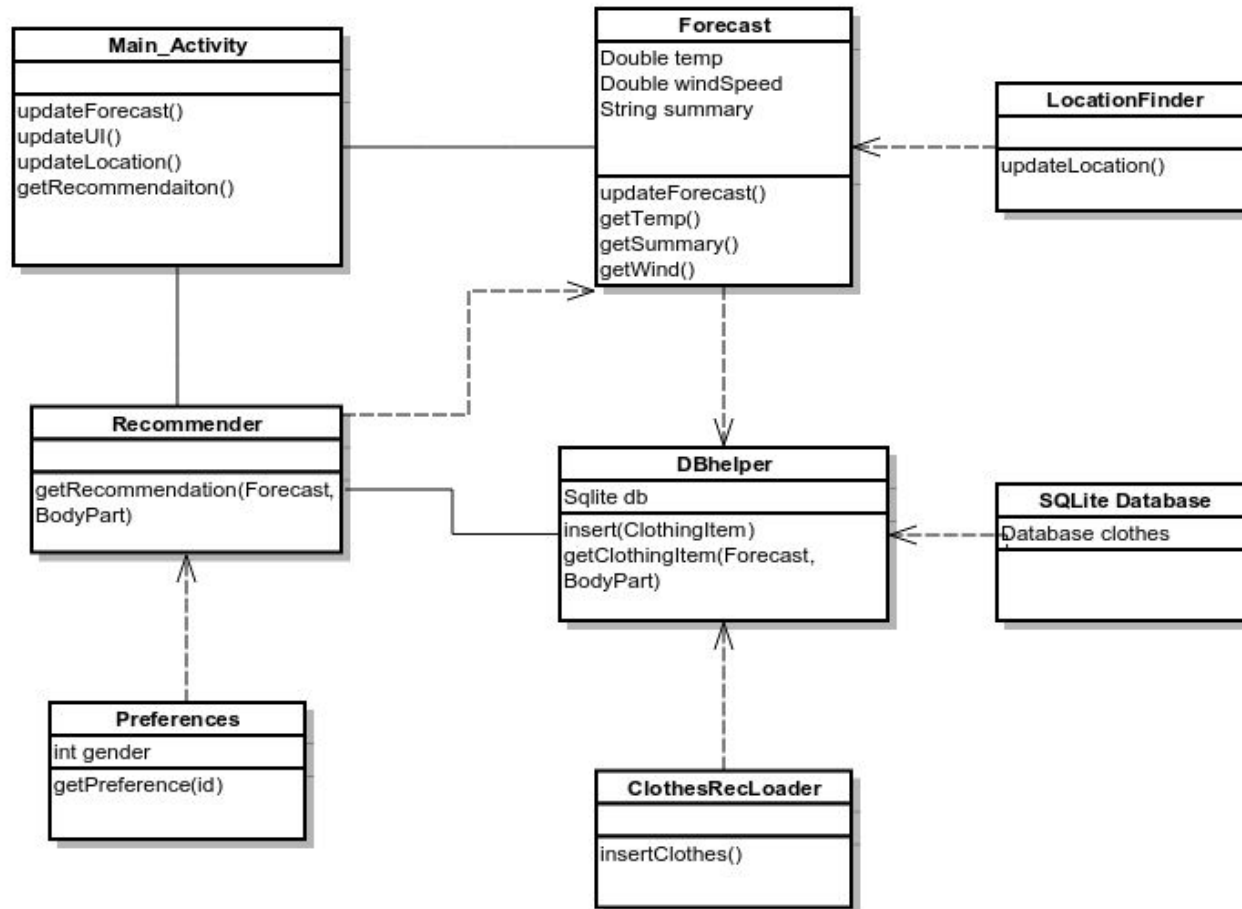 Main_Activity
updateForecast()
updateUI()
updateLocation()
getRecommendaiton()
Forecast
Double temp
Double windSpeed
String summary
updateForecast()
getTemp()
getSummary()
getWind()
LocationFinder
updateLocation()
Recommender
getRecommendation(Forecast,
BodyPart)
DBhelper
Sqlite db
insert(ClothingItem)
getClothingItem(Forecast,
BodyPart)
SQLite Database
Database clothes
Preferences
int gender
getPreference(id)
ClothesRecLoader
insertClothes()